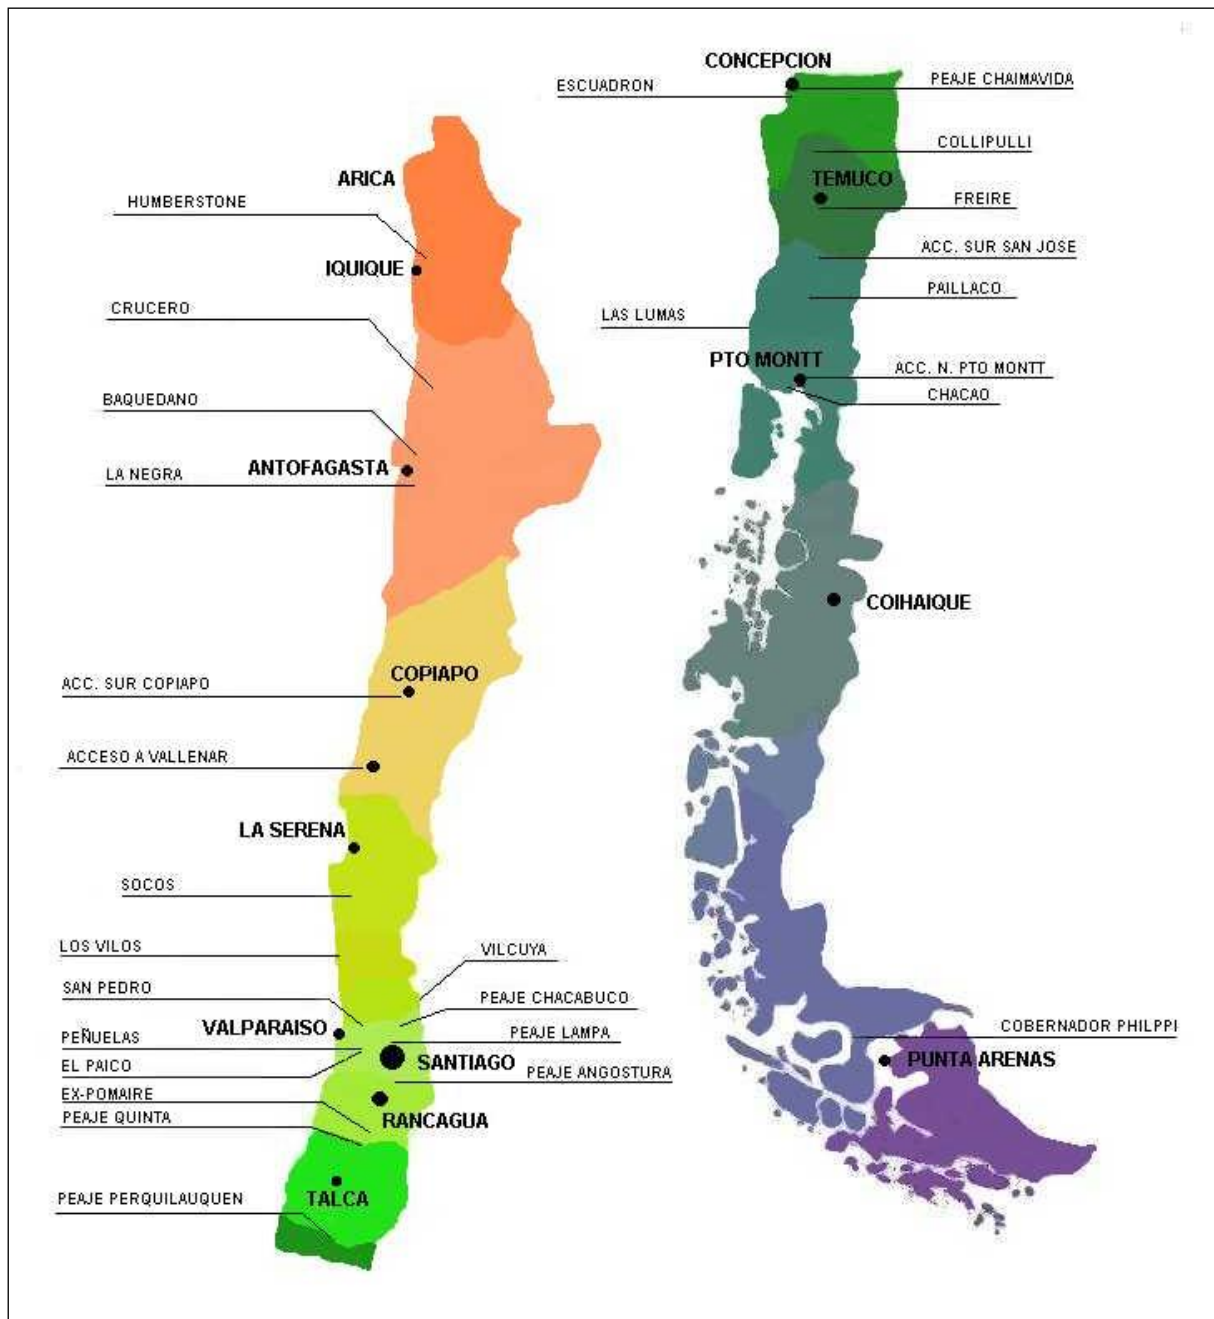 ARICA
HUMBERSTONE
IQUIQUE
CRUCERO
BAQUEDANO
ANTOFAGASTA
LA NEGRA
COPIAPO
ACC. SUR COPIAPO
ACCESO A VALLENAR
LA SERENA
SOCOS
LOS VILOS
VILCUYA
SAN PEDRO
PEAJE CHACABUCO
VALPARAISO
PEÑUELAS
PEAJE LAMPA
EL PAICO
SANTIAGO
PEAJE ANGOSTURA
EX-POMAIRE
PEAJE QUINTA
RANCAGUA
PEAJE PERQUILAUQUEN
TALCA
CONCEPCION
ESCUADRON
PEAJE CHAIMAVIDA
COLLIPULLI
TEMUCO
FREIRE
ACC. SUR SAN JOSE
PAILLACO
LAS LUMAS
PTO MONTT
ACC. N. PTO MONTT
CHACAO
COIHAIQUE
COBERNADOR PHILPPI
PUNTA ARENAS